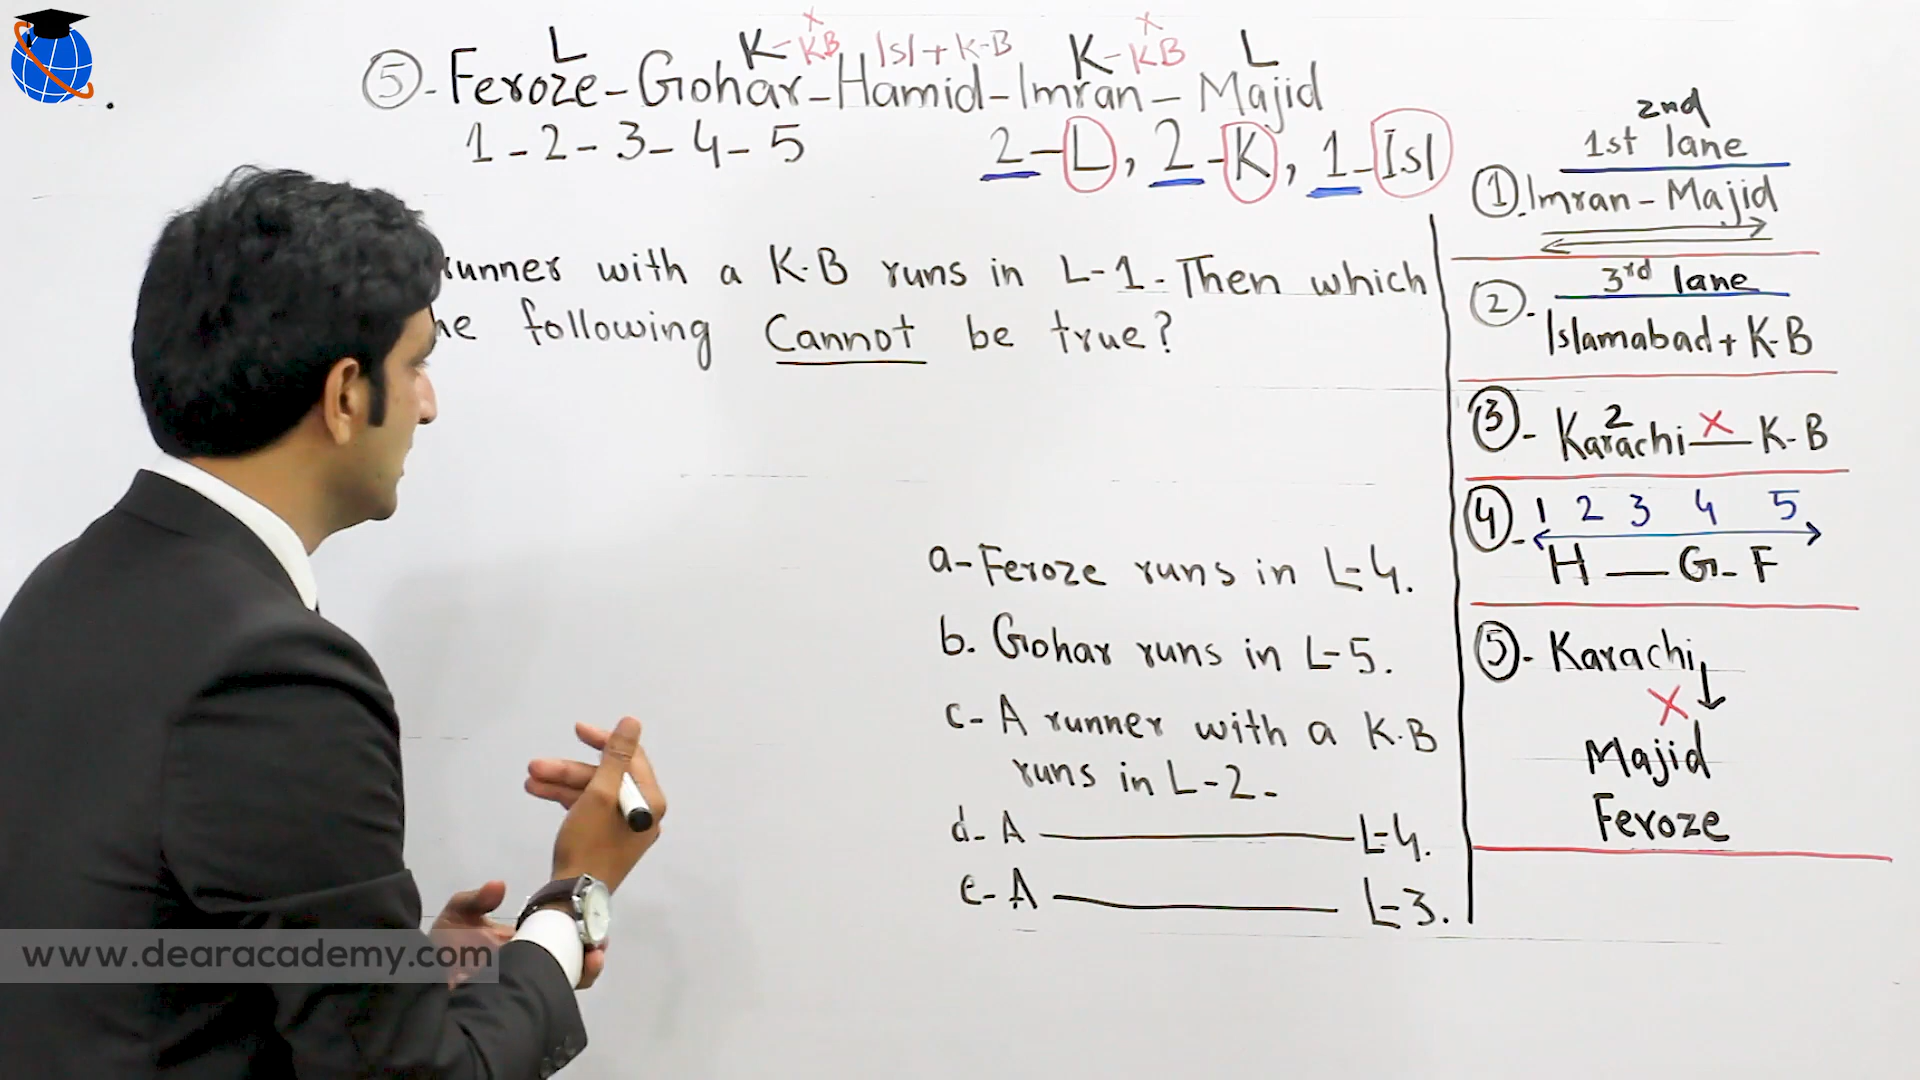 L K-KB Isl+K-B K-KB L
x x
5 - Feroze-Gohar-Hamid-Imran-Majid
1-2-3-4-5 2-L, 2-K, 1-Isl
runner with a K.B runs in L-1. Then which
following Cannot be true?
a- Feroze runs in L-4.
b. Gohar runs in L-5.
c- A runner with a K.B
runs in L-2.
d- A ——— L-4.
e- A ——— L-3.
2nd
1st lane
1. Imran - Majid
3rd lane
2. Islamabad + K-B
2
3 - Karachi x K-B
4 - 1 2 3 4 5
H — G - F
5 - Karachi
x
Majid
Feroze
www.dearacademy.com